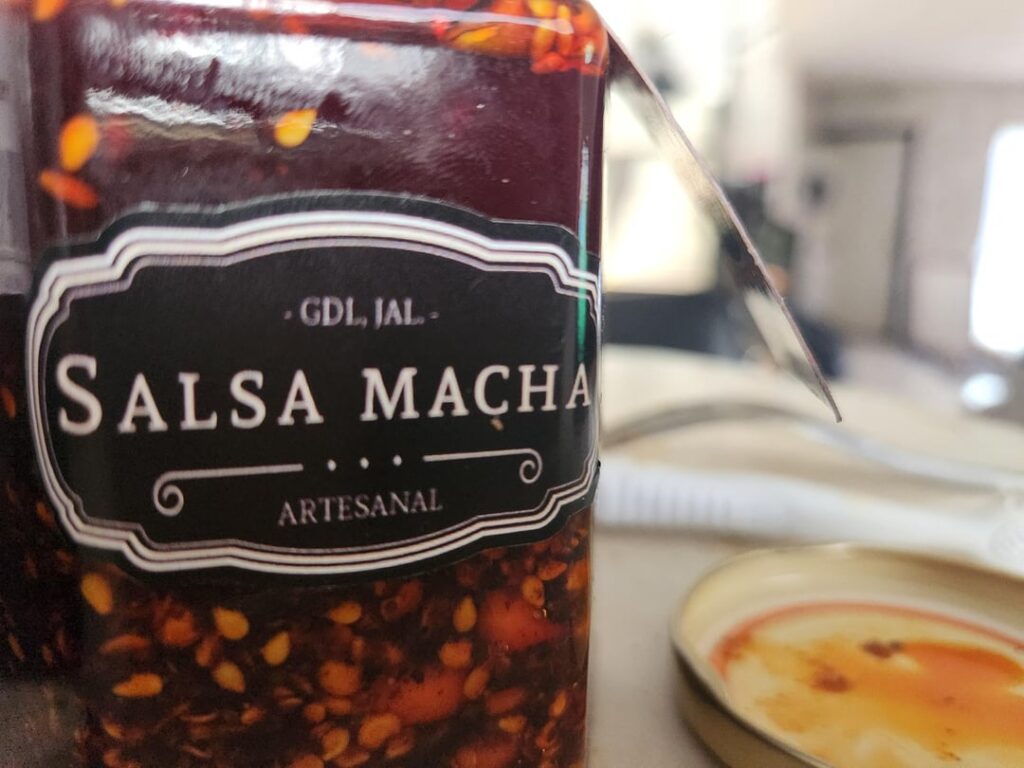 - GDL, JAL. -
SALSA MACHA
ARTESANAL